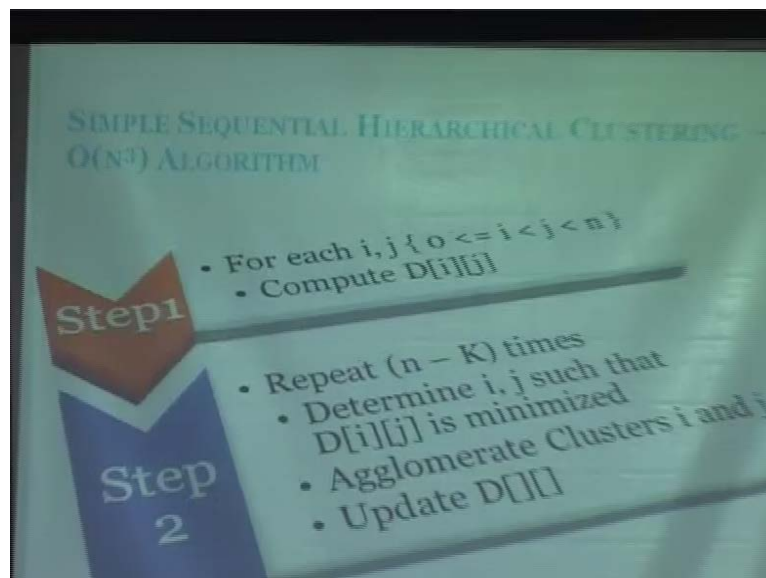 SIMPLE SEQUENTIAL HIERARCHICAL CLUSTERING –
O(N³) ALGORITHM
• For each i, j { 0 <= i < j < n }
• Compute D[i][j]
Step1
• Repeat (n – K) times
• Determine i, j such that
D[i][j] is minimized
• Agglomerate Clusters i and j
• Update D[][]
Step
2